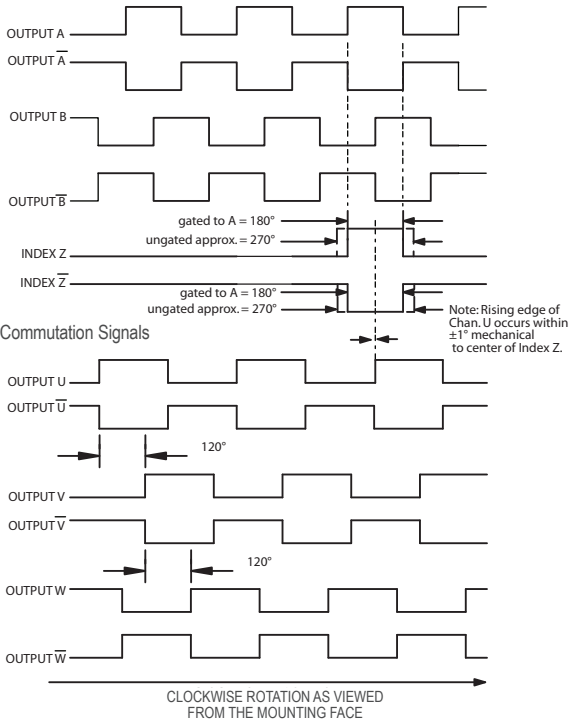 OUTPUT A
OUTPUT A̅
OUTPUT B
OUTPUT B̅
gated to A = 180°
ungated approx. = 270°
INDEX Z
INDEX Z̅
gated to A = 180°
ungated approx. = 270°
Note: Rising edge of
Chan. U occurs within
±1° mechanical
to center of Index Z.
Commutation Signals
OUTPUT U
OUTPUT U̅
120°
OUTPUT V
OUTPUT V̅
120°
OUTPUT W
OUTPUT W̅
CLOCKWISE ROTATION AS VIEWED
FROM THE MOUNTING FACE